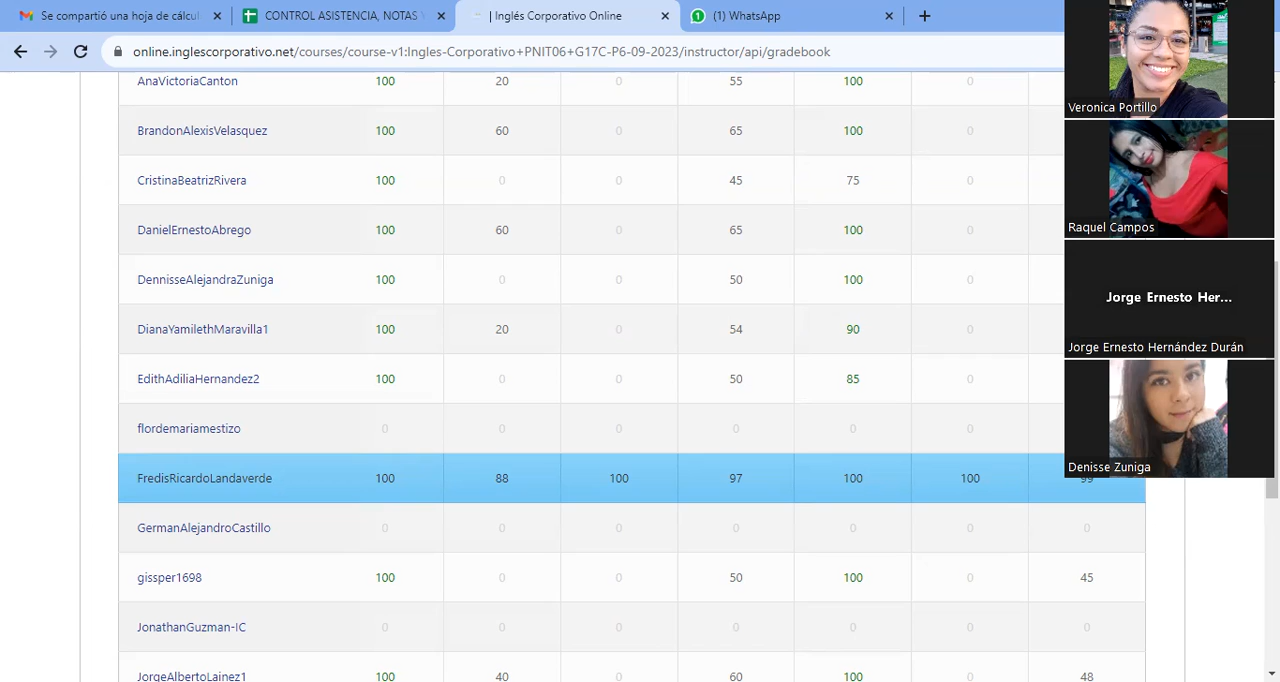 Se compartió una hoja de cálcul
CONTROL ASISTENCIA, NOTAS Y
| Inglés Corporativo Online
(1) WhatsApp
online.inglescorporativo.net/courses/course-v1:Ingles-Corporativo
NIT06+G17C-P6-09-2023/instructor/api/gradebook
AnaVictoriaCanton 100 20 0 55 100 0
BrandonAlexisVelasquez 100 60 0 65 100 0
CristinaBeatrizRivera 100 0 0 45 75 0
DanielErnestoAbrego 100 60 0 65 100 0
DennisseAlejandraZuniga 100 0 0 50 100 0
DianaYamilethMaravilla1 100 20 0 54 90 0
EdithAdiliaHernandez2 100 0 0 50 85 0
flordemariamestizo 0 0 0 0 0 0
FredisRicardoLandaverde 100 88 100 97 100 100 99
GermanAlejandroCastillo 0 0 0 0 0 0 0
gissper1698 100 0 0 50 100 0 45
JonathanGuzman-IC 0 0 0 0 0 0 0
JorgeAlbertoLainez1 100 40 0 60 100 0 48
Veronica Portillo
Raquel Campos
Jorge Ernesto Her...
Jorge Ernesto Hernández Durán
Denisse Zuniga